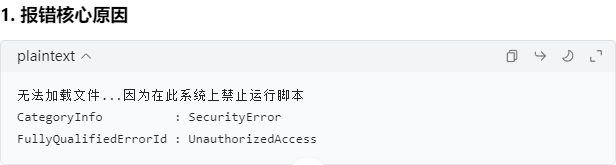 1. 报错核心原因
plaintext
无法加载文件...因为在此系统上禁止运行脚本
CategoryInfo          : SecurityError
FullyQualifiedErrorId : UnauthorizedAccess